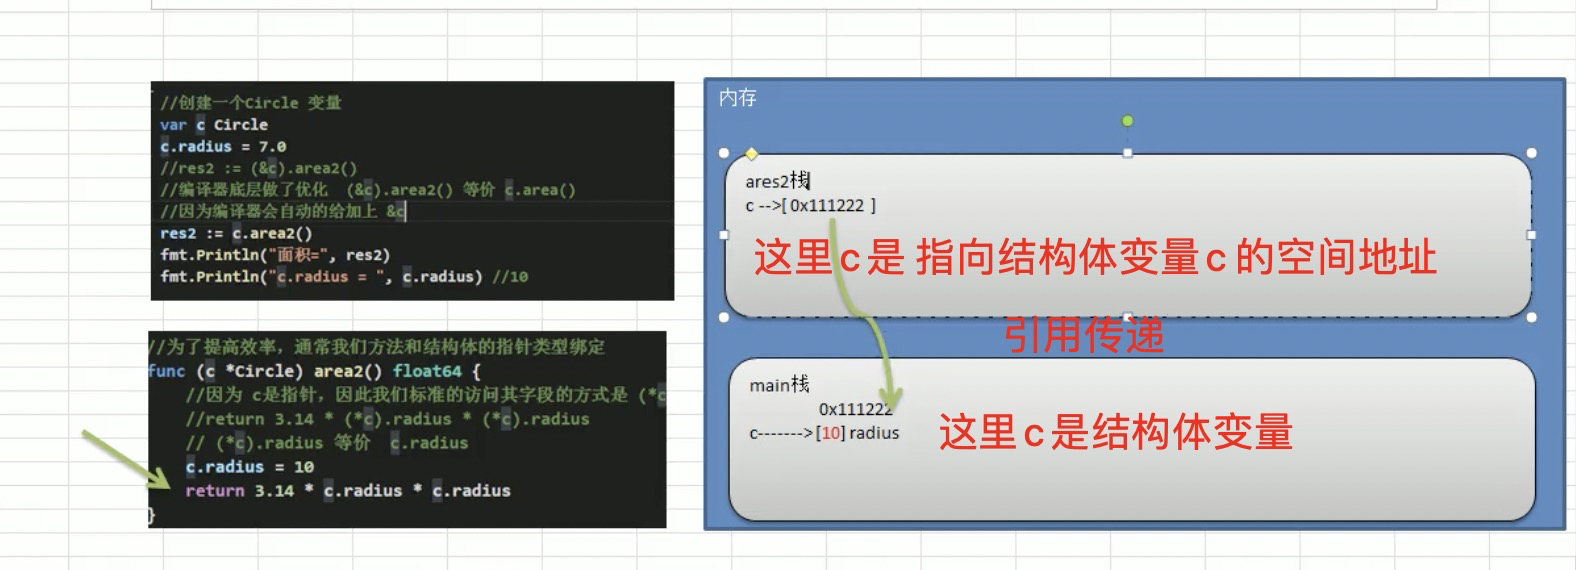 //创建一个Circle 变量
var c Circle
c.radius = 7.0
//res2 := (&c).area2()
//编译器底层做了优化  (&c).area2() 等价 c.area()
//因为编译器会自动的给加上 &c
res2 := c.area2()
fmt.Println("面积=", res2)
fmt.Println("c.radius = ", c.radius) //10
//为了提高效率，通常我们方法和结构体的指针类型绑定
func (c *Circle) area2() float64 {
//因为 c是指针，因此我们标准的访问其字段的方式是 (*c
//return 3.14 * (*c).radius * (*c).radius
// (*c).radius 等价  c.radius
c.radius = 10
return 3.14 * c.radius * c.radius
}
内存
ares2栈
c -->[ 0x111222 ]
这里c是 指向结构体变量c的空间地址
引用传递
main栈
0x111222
c------->[10] radius
这里c是结构体变量